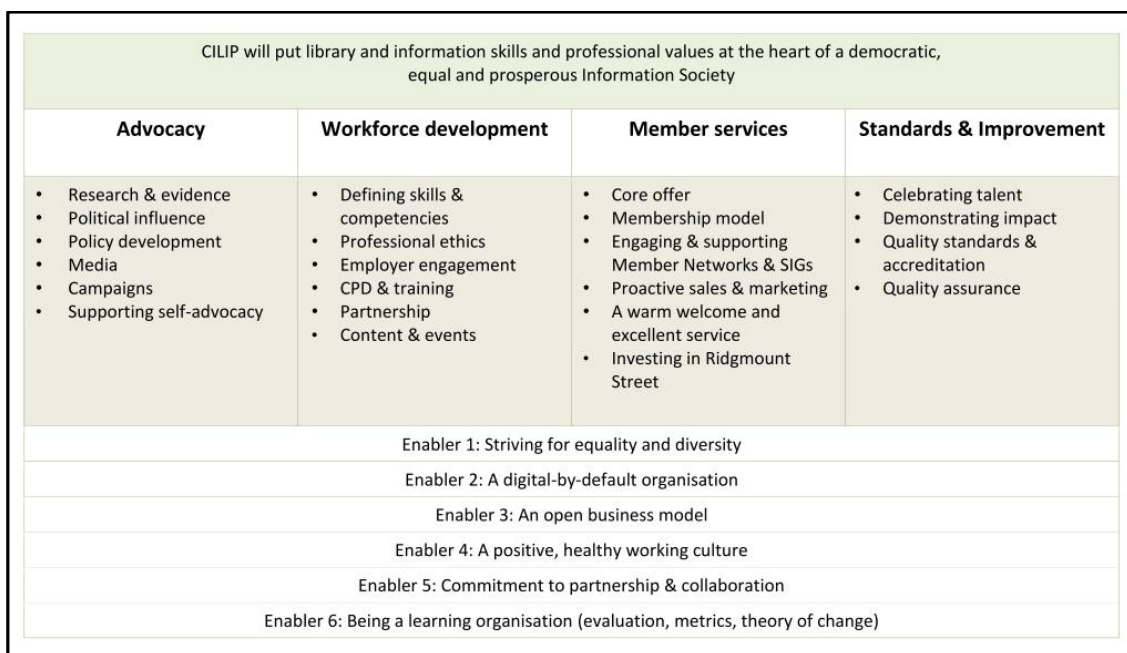 CILIP will put library and information skills and professional values at the heart of a democratic,
equal and prosperous Information Society
Advocacy
Workforce development
Member services
Standards & Improvement
• Research & evidence
• Political influence
• Policy development
• Media
• Campaigns
• Supporting self-advocacy
• Defining skills &
competencies
• Professional ethics
• Employer engagement
• CPD & training
• Partnership
• Content & events
• Core offer
• Membership model
• Engaging & supporting
Member Networks & SIGs
• Proactive sales & marketing
• A warm welcome and
excellent service
• Investing in Ridgmount
Street
• Celebrating talent
• Demonstrating impact
• Quality standards &
accreditation
• Quality assurance
Enabler 1: Striving for equality and diversity
Enabler 2: A digital-by-default organisation
Enabler 3: An open business model
Enabler 4: A positive, healthy working culture
Enabler 5: Commitment to partnership & collaboration
Enabler 6: Being a learning organisation (evaluation, metrics, theory of change)